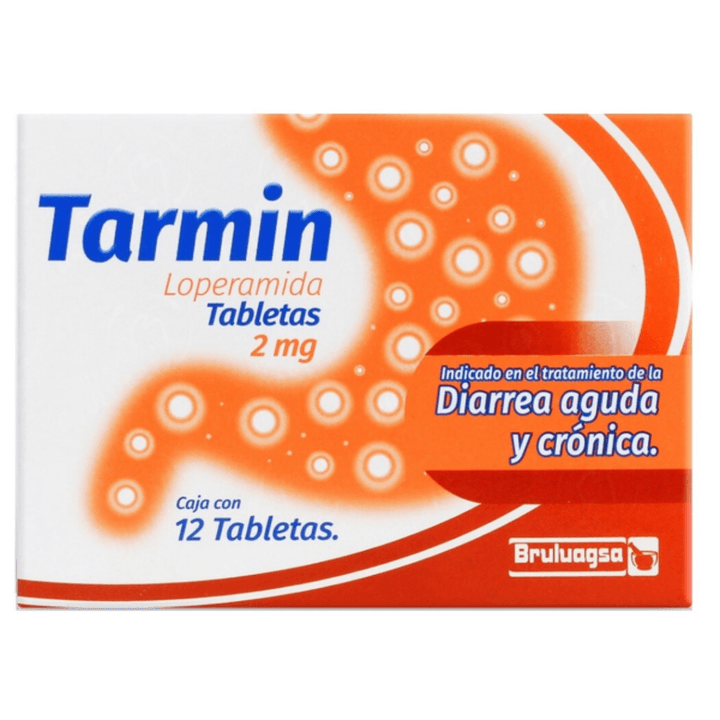 Tarmin
Loperamida
Tabletas
2 mg
Indicado en el tratamiento de la
Diarrea aguda
y crónica.
Caja con
12 Tabletas.
Bruluagsa